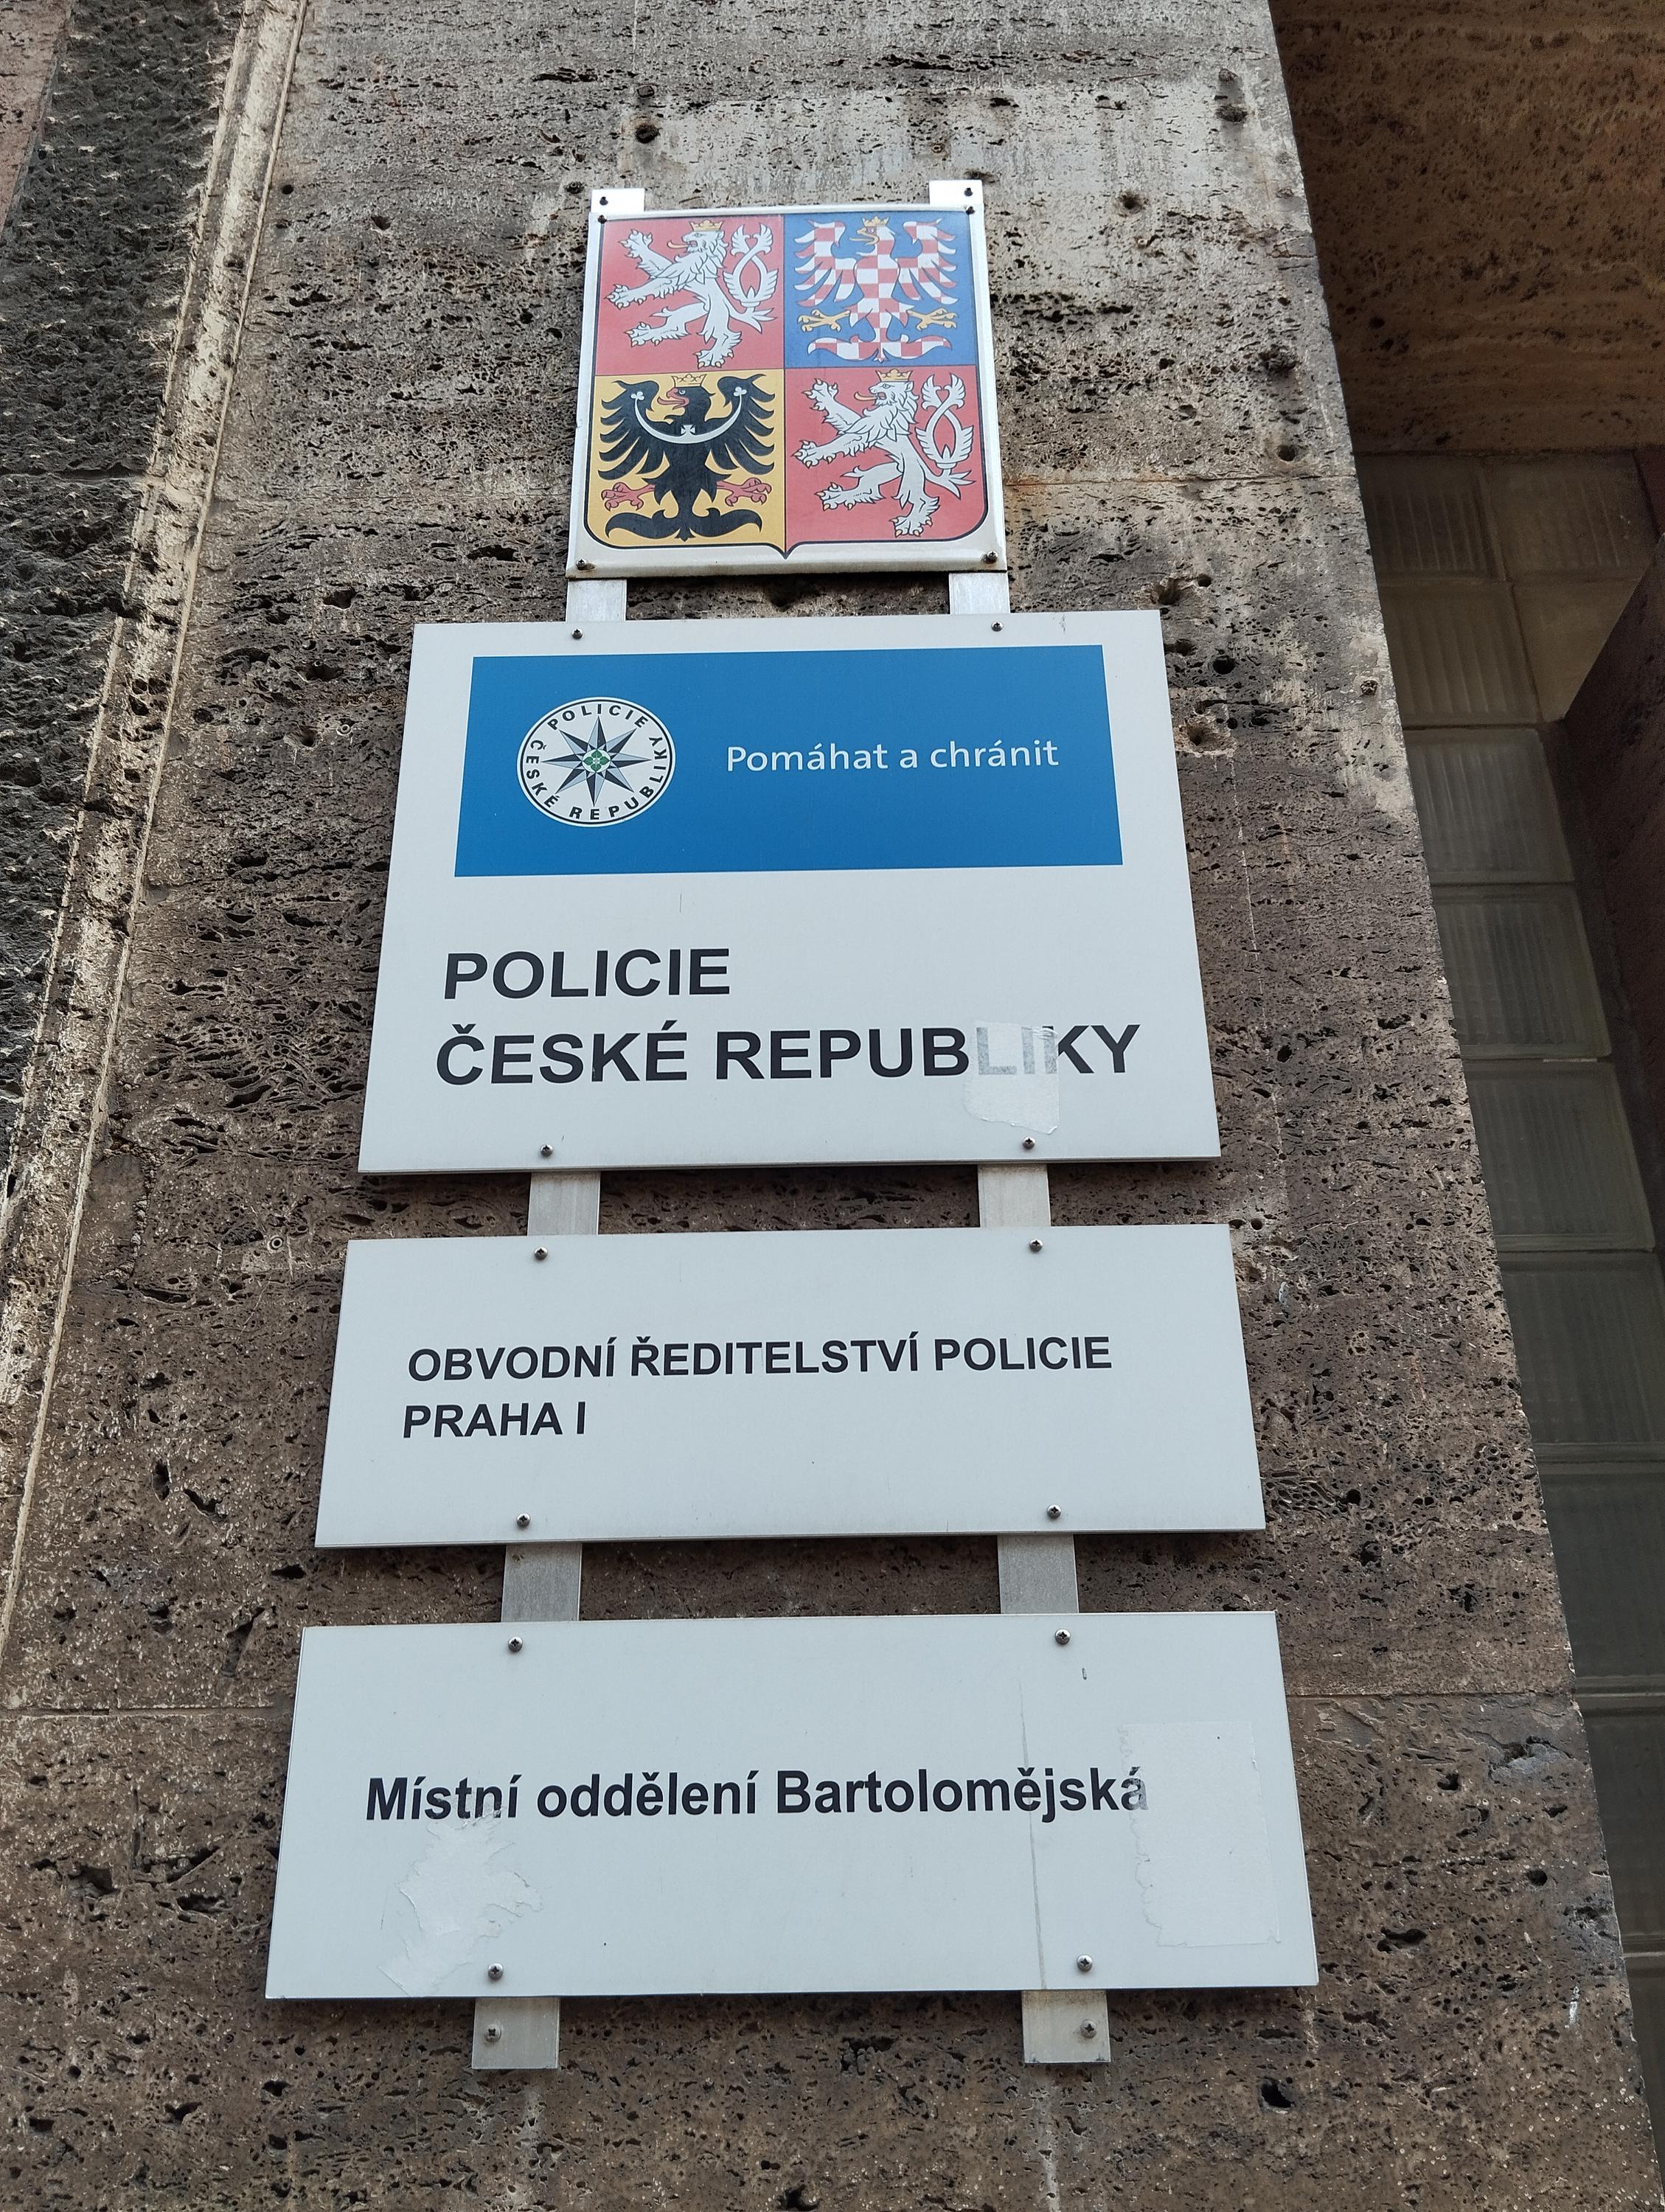 POLICIE ČESKÉ REPUBLIKY
Pomáhat a chránit
POLICIE
ČESKÉ REPUBLIKY
OBVODNÍ ŘEDITELSTVÍ POLICIE
PRAHA I
Místní oddělení Bartolomějská